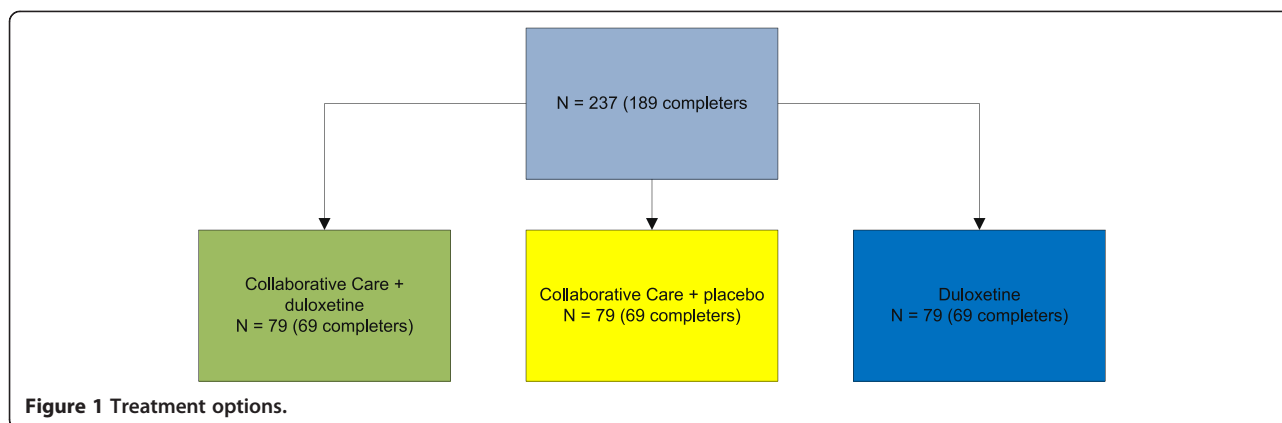 N = 237 (189 completers
Collaborative Care +
duloxetine
N = 79 (69 completers)
Collaborative Care + placebo
N = 79 (69 completers)
Duloxetine
N = 79 (69 completers)
Figure 1 Treatment options.